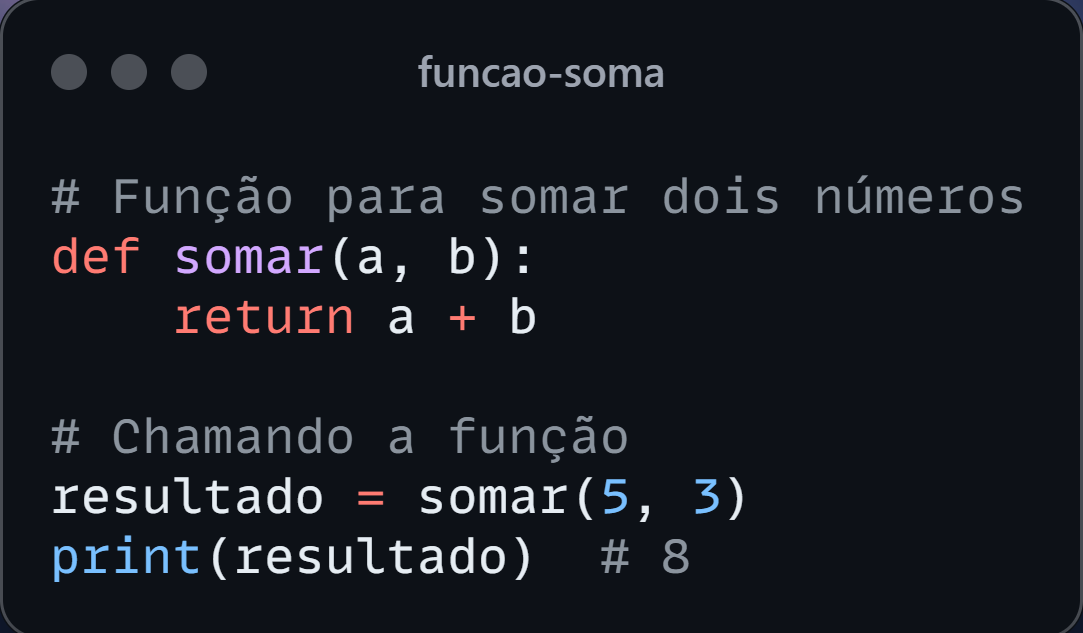 funcao-soma
# Função para somar dois números
def somar(a, b):
    return a + b
# Chamando a função
resultado = somar(5, 3)
print(resultado)  # 8